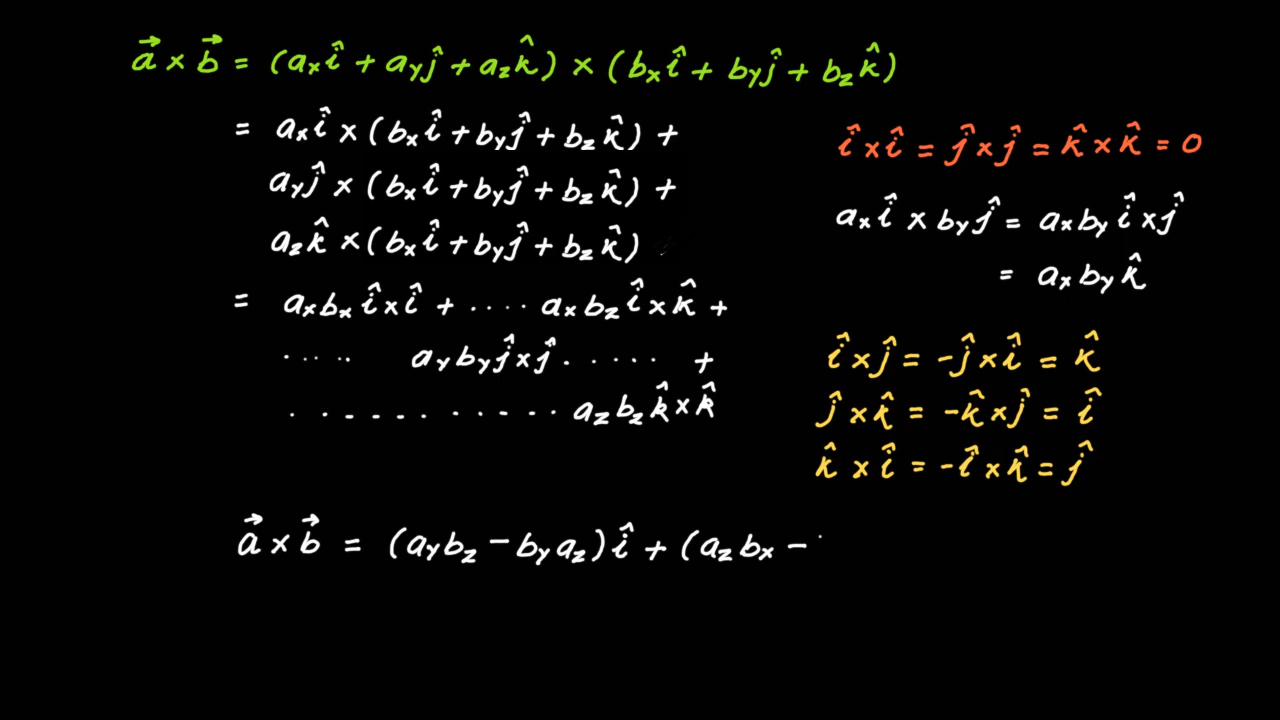 a⃗ × b⃗ = (aₓî + aᵧĵ + a_z k̂) × (bₓî + bᵧĵ + b_z k̂)
= aₓî × (bₓî + bᵧĵ + b_z k̂) +
aᵧĵ × (bₓî + bᵧĵ + b_z k̂) +
a_z k̂ × (bₓî + bᵧĵ + b_z k̂)
= aₓbₓ î × î + .... aₓb_z î × k̂ +
..... aᵧbᵧ ĵ × ĵ ..... +
........... a_z b_z k̂ × k̂
î × î = ĵ × ĵ = k̂ × k̂ = 0
aₓî × bᵧĵ = aₓbᵧ î × ĵ
= aₓbᵧ k̂
î × ĵ = -ĵ × î = k̂
ĵ × k̂ = -k̂ × ĵ = î
k̂ × î = -î × k̂ = ĵ
a⃗ × b⃗ = (aᵧb_z - bᵧa_z)î + (a_z bₓ -